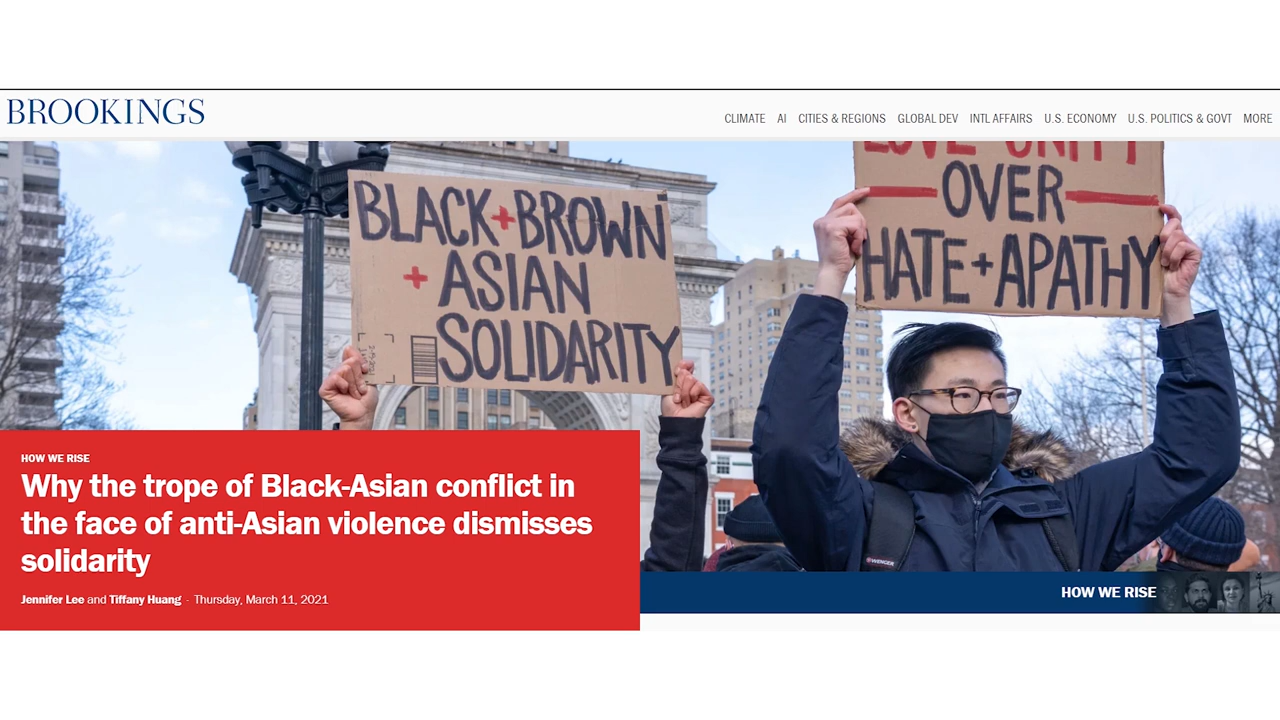 BROOKINGS
CLIMATE AI CITIES & REGIONS GLOBAL DEV INTL AFFAIRS U.S. ECONOMY U.S. POLITICS & GOVT MORE
BLACK+BROWN
+ ASIAN
SOLIDARITY
LOVE UNITY
OVER
HATE+APATHY
WENGER
HOW WE RISE
Why the trope of Black-Asian conflict in
the face of anti-Asian violence dismisses
solidarity
Jennifer Lee and Tiffany Huang - Thursday, March 11, 2021
HOW WE RISE